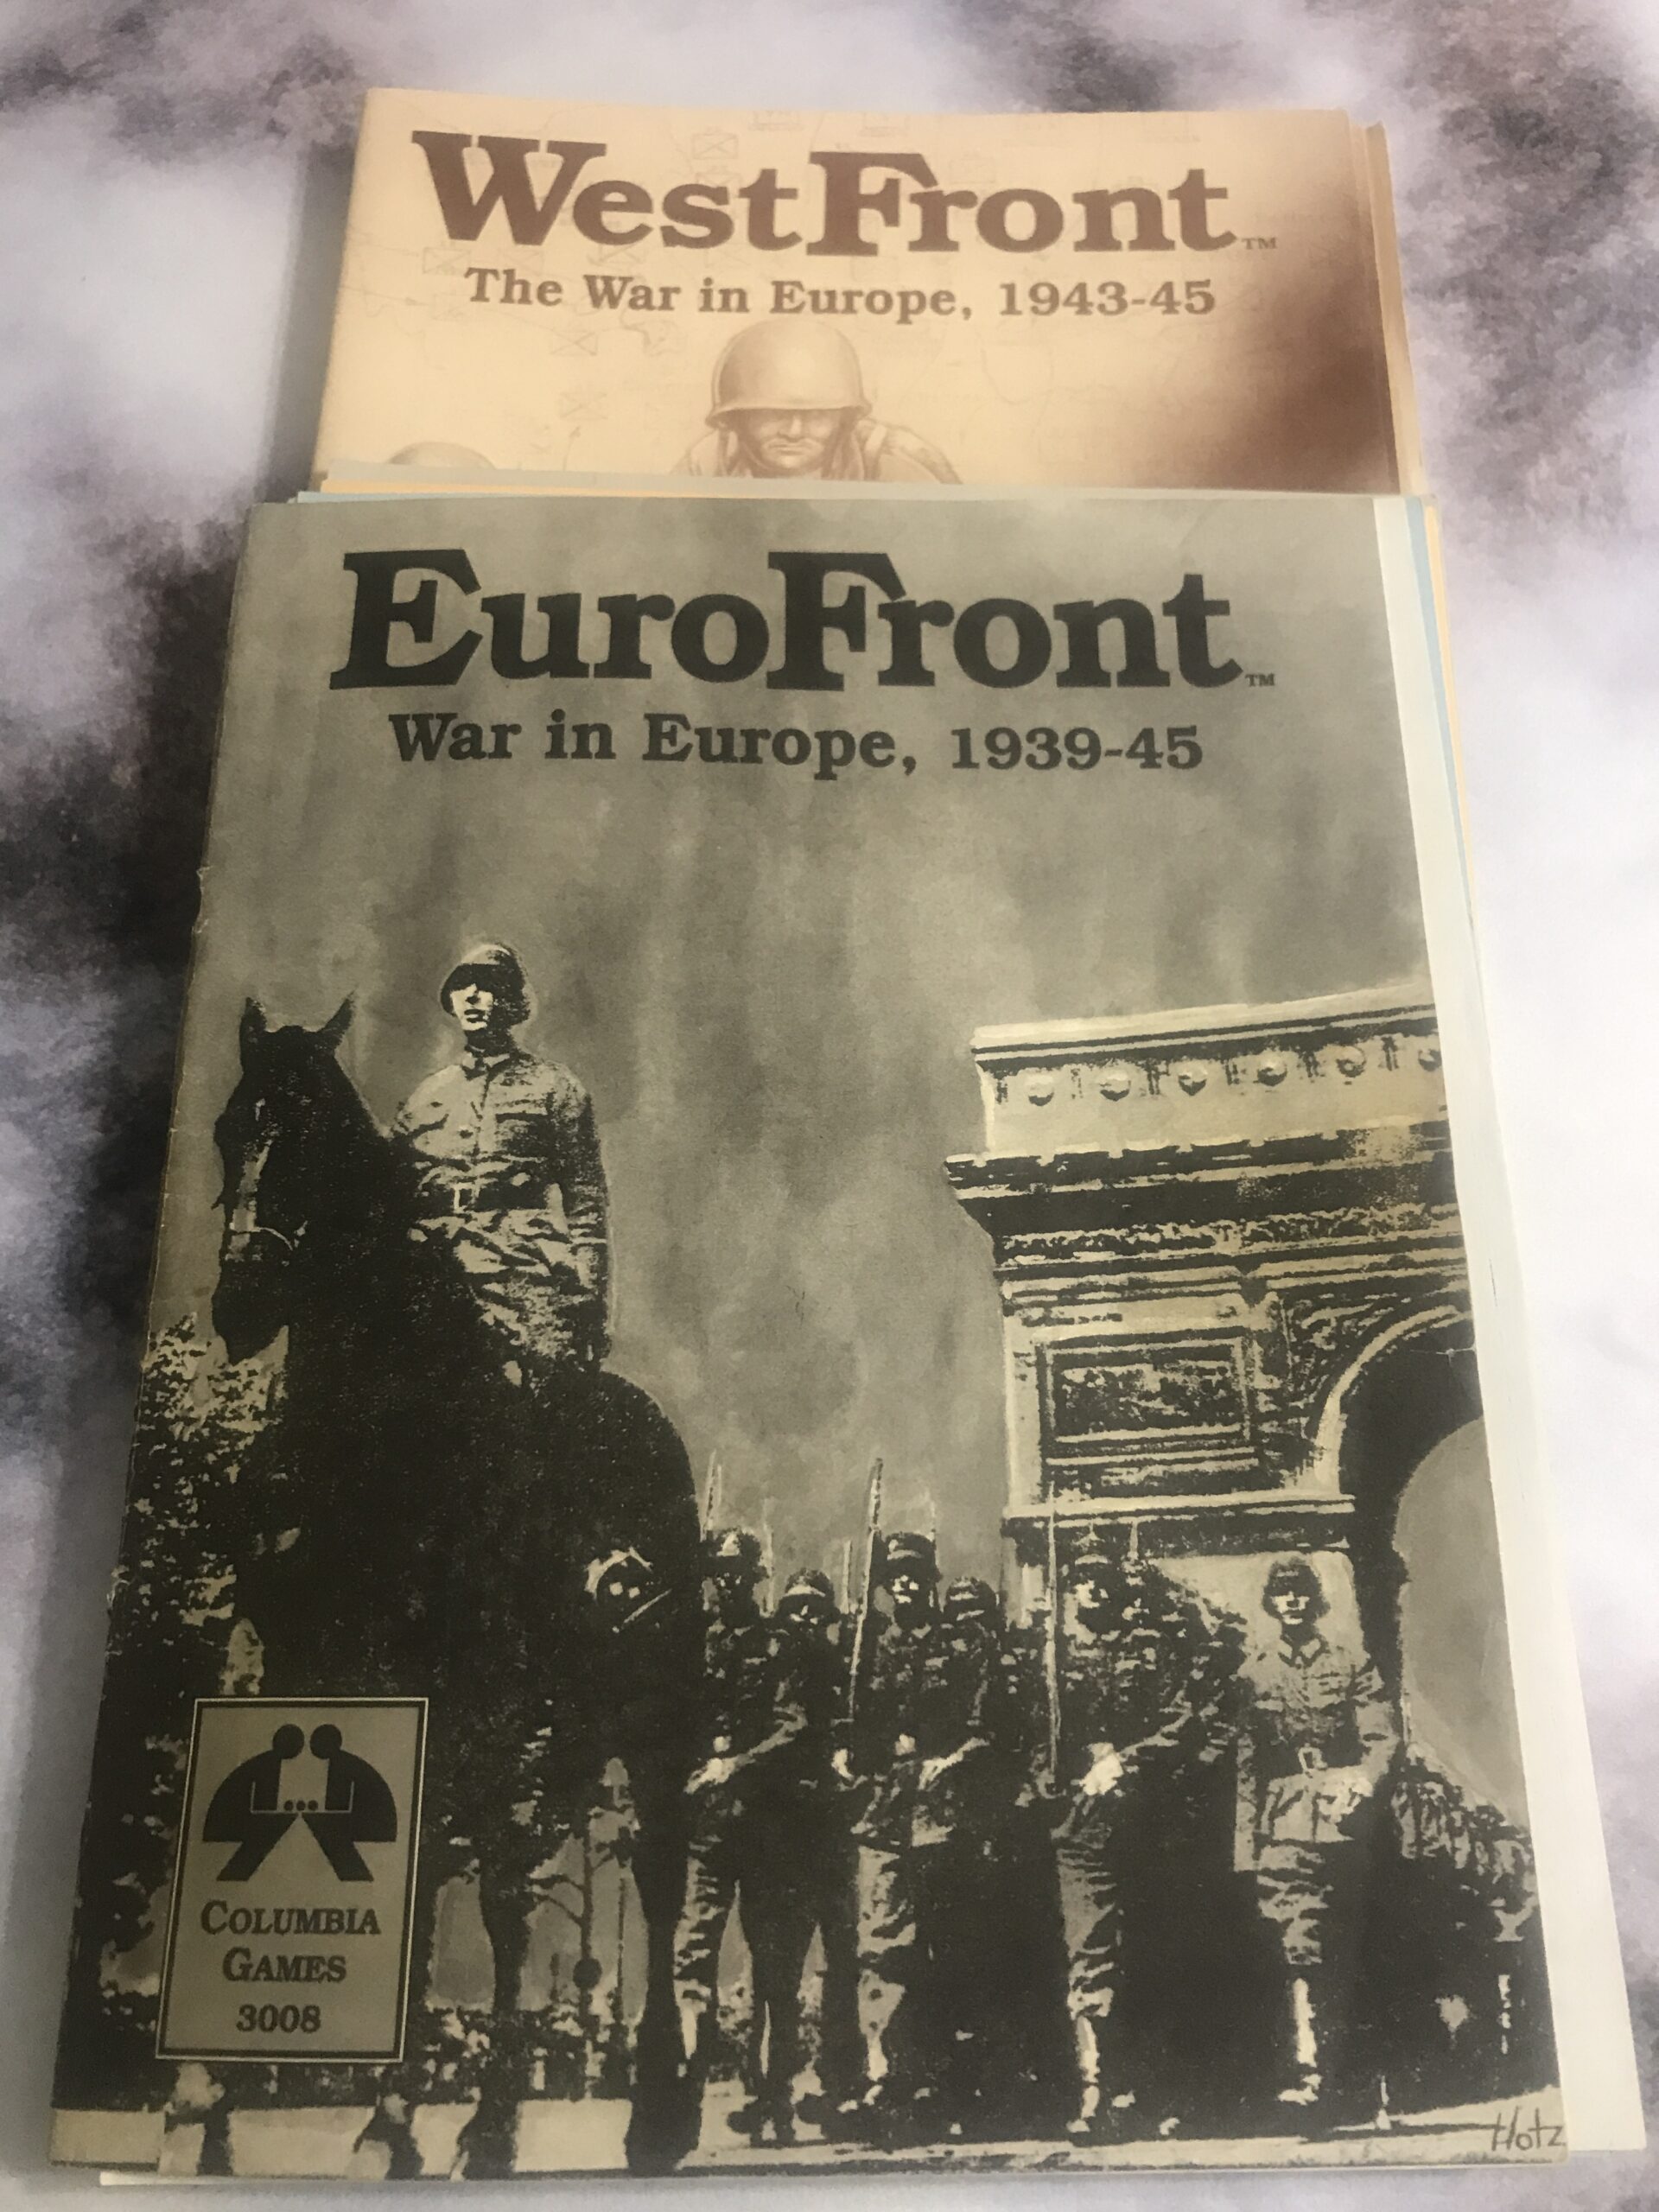 WestFront™
The War in Europe, 1943-45
EuroFront™
War in Europe, 1939-45
COLUMBIA
GAMES
3008
Hotz